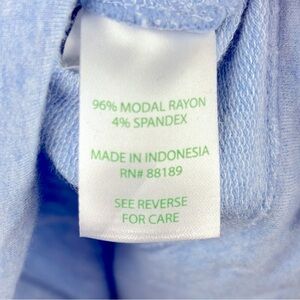 96% MODAL RAYON
4% SPANDEX
MADE IN INDONESIA
RN# 88189
SEE REVERSE
FOR CARE